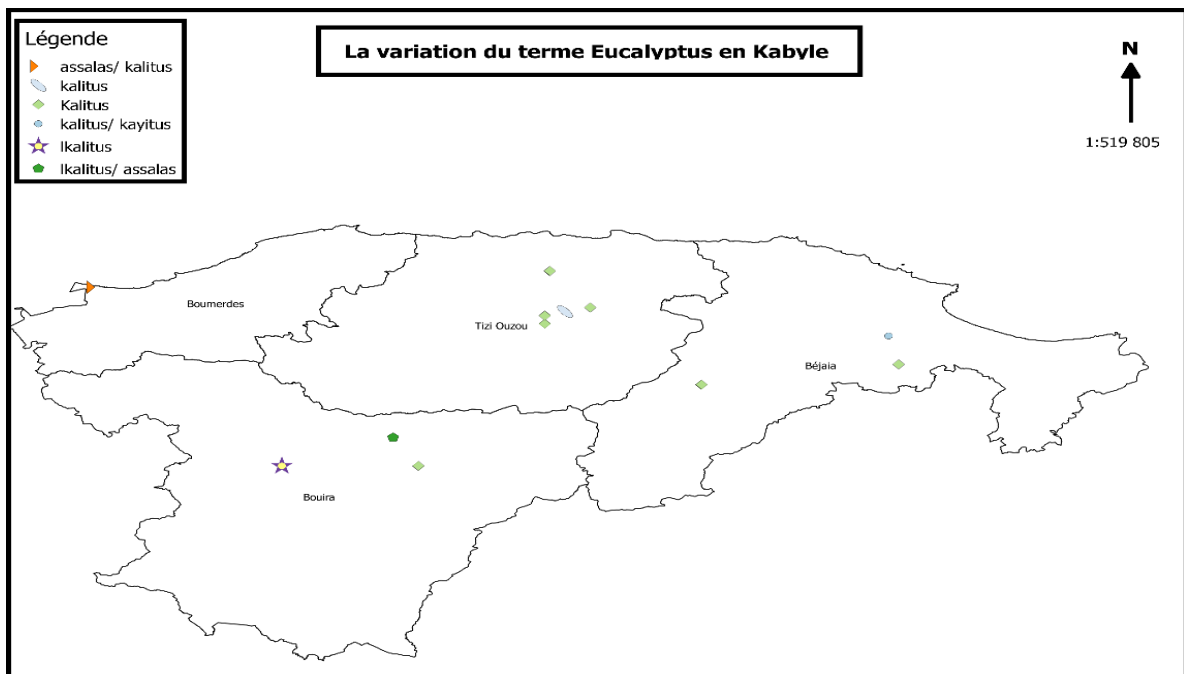 Légende
assalas/ kalitus
kalitus
Kalitus
kalitus/ kayitus
lkalitus
lkalitus/ assalas
La variation du terme Eucalyptus en Kabyle
N
1:519 805
Boumerdes
Tizi Ouzou
Béjaia
Bouira